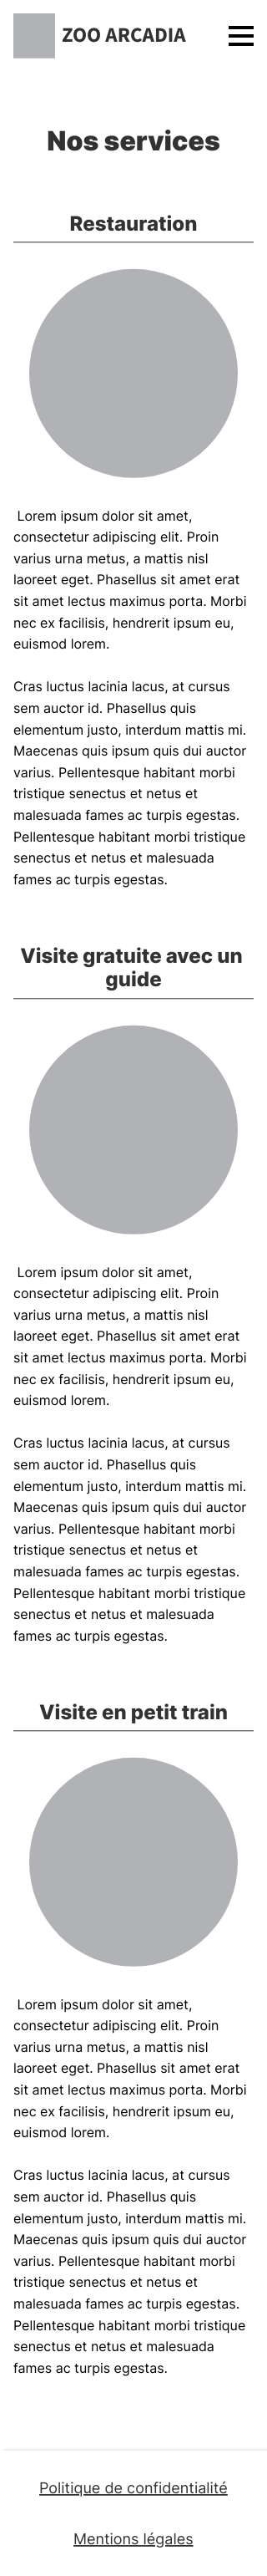 ZOO ARCADIA
Nos services
Restauration
Lorem ipsum dolor sit amet,
consectetur adipiscing elit. Proin
varius urna metus, a mattis nisl
laoreet eget. Phasellus sit amet erat
sit amet lectus maximus porta. Morbi
nec ex facilisis, hendrerit ipsum eu,
euismod lorem.
Cras luctus lacinia lacus, at cursus
sem auctor id. Phasellus quis
elementum justo, interdum mattis mi.
Maecenas quis ipsum quis dui auctor
varius. Pellentesque habitant morbi
tristique senectus et netus et
malesuada fames ac turpis egestas.
Pellentesque habitant morbi tristique
senectus et netus et malesuada
fames ac turpis egestas.
Visite gratuite avec un
guide
Lorem ipsum dolor sit amet,
consectetur adipiscing elit. Proin
varius urna metus, a mattis nisl
laoreet eget. Phasellus sit amet erat
sit amet lectus maximus porta. Morbi
nec ex facilisis, hendrerit ipsum eu,
euismod lorem.
Cras luctus lacinia lacus, at cursus
sem auctor id. Phasellus quis
elementum justo, interdum mattis mi.
Maecenas quis ipsum quis dui auctor
varius. Pellentesque habitant morbi
tristique senectus et netus et
malesuada fames ac turpis egestas.
Pellentesque habitant morbi tristique
senectus et netus et malesuada
fames ac turpis egestas.
Visite en petit train
Lorem ipsum dolor sit amet,
consectetur adipiscing elit. Proin
varius urna metus, a mattis nisl
laoreet eget. Phasellus sit amet erat
sit amet lectus maximus porta. Morbi
nec ex facilisis, hendrerit ipsum eu,
euismod lorem.
Cras luctus lacinia lacus, at cursus
sem auctor id. Phasellus quis
elementum justo, interdum mattis mi.
Maecenas quis ipsum quis dui auctor
varius. Pellentesque habitant morbi
tristique senectus et netus et
malesuada fames ac turpis egestas.
Pellentesque habitant morbi tristique
senectus et netus et malesuada
fames ac turpis egestas.
Politique de confidentialité
Mentions légales